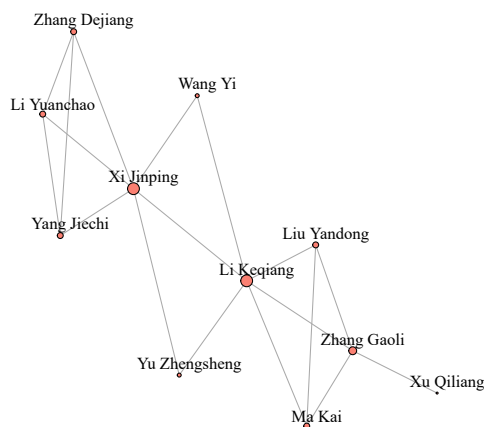 Zhang Dejiang
Wang Yi
Li Yuanchao
Xi Jinping
Yang Jiechi
Liu Yandong
Li Keqiang
Zhang Gaoli
Yu Zhengsheng
Xu Qiliang
Ma Kai